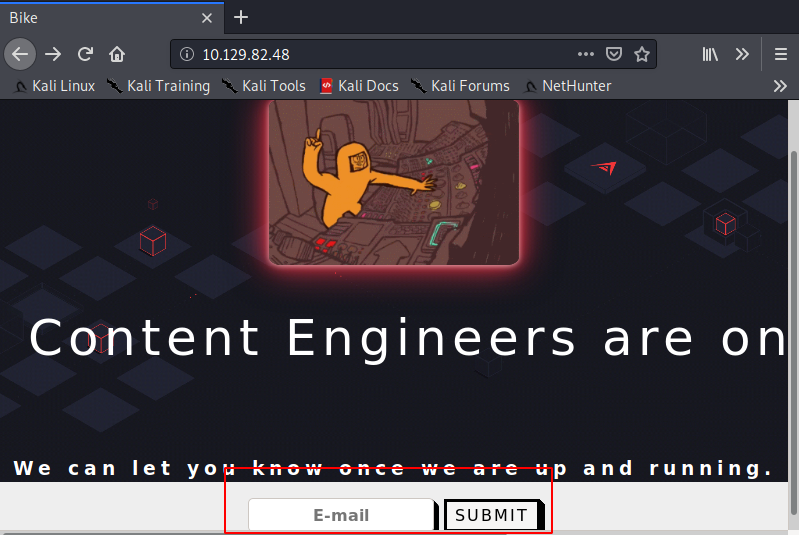 Bike
10.129.82.48
Kali Linux Kali Training Kali Tools Kali Docs Kali Forums NetHunter
Content Engineers are on
We can let you know once we are up and running.
E-mail SUBMIT